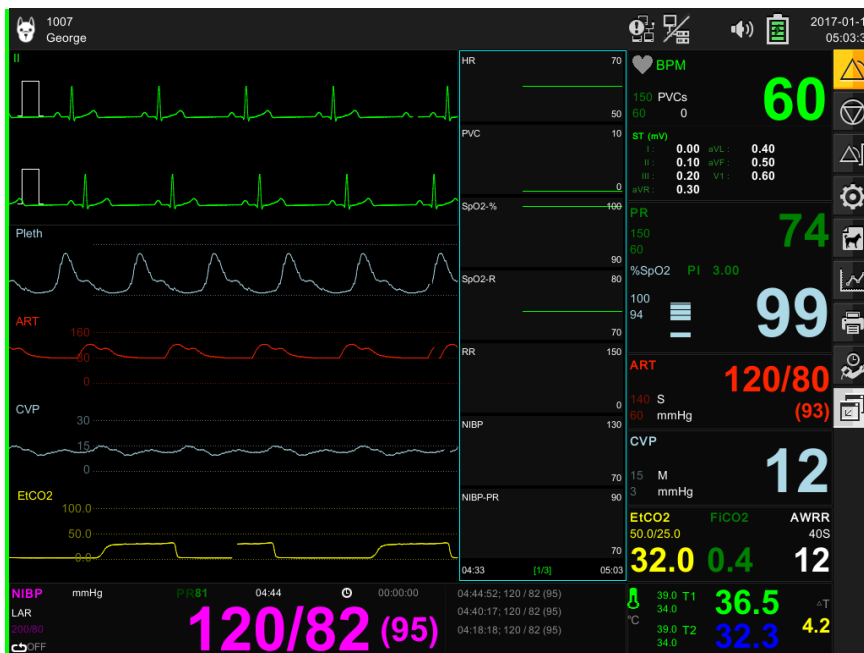 1007
George
2017-01-1
05:03:3
II
Pleth
ART
160
80
0
CVP
30
15
0
EtCO2
100.0
50.0
0.0
HR 70
50
PVC 10
0
SpO2-% 100
90
SpO2-R 80
70
RR 150
0
NIBP 130
70
NIBP-PR 90
70
04:33 [1/3] 05:03
BPM
150 PVCs
60 0
60
ST (mV)
I : 0.00 aVL : 0.40
II : 0.10 aVF : 0.50
III : 0.20 V1 : 0.60
aVR : 0.30
PR
150
60
74
%SpO2 PI 3.00
100
94
99
ART
140 S
60 mmHg
120/80
(93)
CVP
15 M
3 mmHg
12
EtCO2 FiCO2 AWRR
50.0/25.0 40S
32.0 0.4 12
NIBP mmHg PR81 04:44 00:00:00
LAR
200/80
OFF
120/82 (95)
04:44:52; 120 / 82 (95)
04:40:17; 120 / 82 (95)
04:18:18; 120 / 82 (95)
°C
39.0 T1
34.0
36.5
39.0 T2
34.0
32.3
△T
4.2